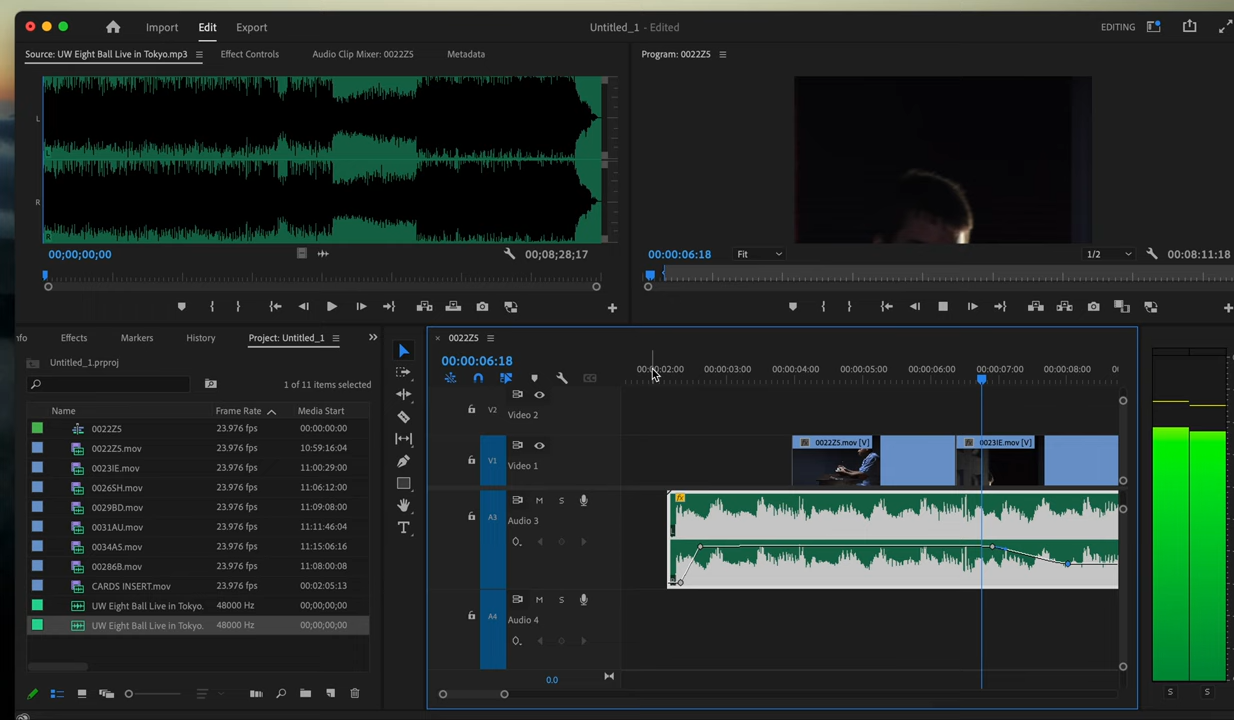 Import Edit Export
Untitled_1 - Edited
EDITING
Source: UW Eight Ball Live in Tokyo.mp3 Effect Controls Audio Clip Mixer: 0022Z5 Metadata
Program: 0022Z5
L
R
00;00;00;00
00;08;28;17
00:00:06:18
Fit
1/2
00:08:11:18
nfo Effects Markers History Project: Untitled_1
Untitled_1.prproj
1 of 11 items selected
Name Frame Rate Media Start
0022Z5 23.976 fps 00:00:00:00
0022Z5.mov 23.976 fps 10:59:16:04
0023IE.mov 23.976 fps 11:00:29:00
0026SH.mov 23.976 fps 11:06:12:00
0029BD.mov 23.976 fps 11:09:08:00
0031AU.mov 23.976 fps 11:11:46:04
0034AS.mov 23.976 fps 11:15:06:16
00286B.mov 23.976 fps 11:08:00:08
CARDS INSERT.mov 23.976 fps 00:02:05:13
UW Eight Ball Live in Tokyo. 48000 Hz 00;00;00;00
UW Eight Ball Live in Tokyo. 48000 Hz 00;00;00;00
0022Z5
00:00:06:18
00:00:02:00 00:00:03:00 00:00:04:00 00:00:05:00 00:00:06:00 00:00:07:00 00:00:08:00
V2 Video 2
V1 Video 1
0022Z5.mov [V]
0023IE.mov [V]
A3 M S
Audio 3
A4 M S
Audio 4
0.0
S S